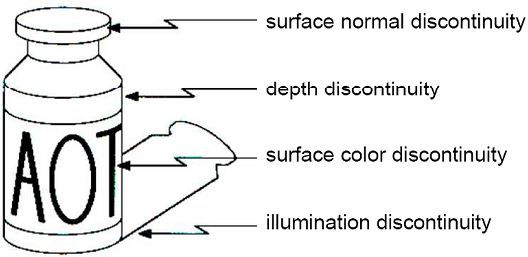 surface normal discontinuity
depth discontinuity
surface color discontinuity
illumination discontinuity
AOT